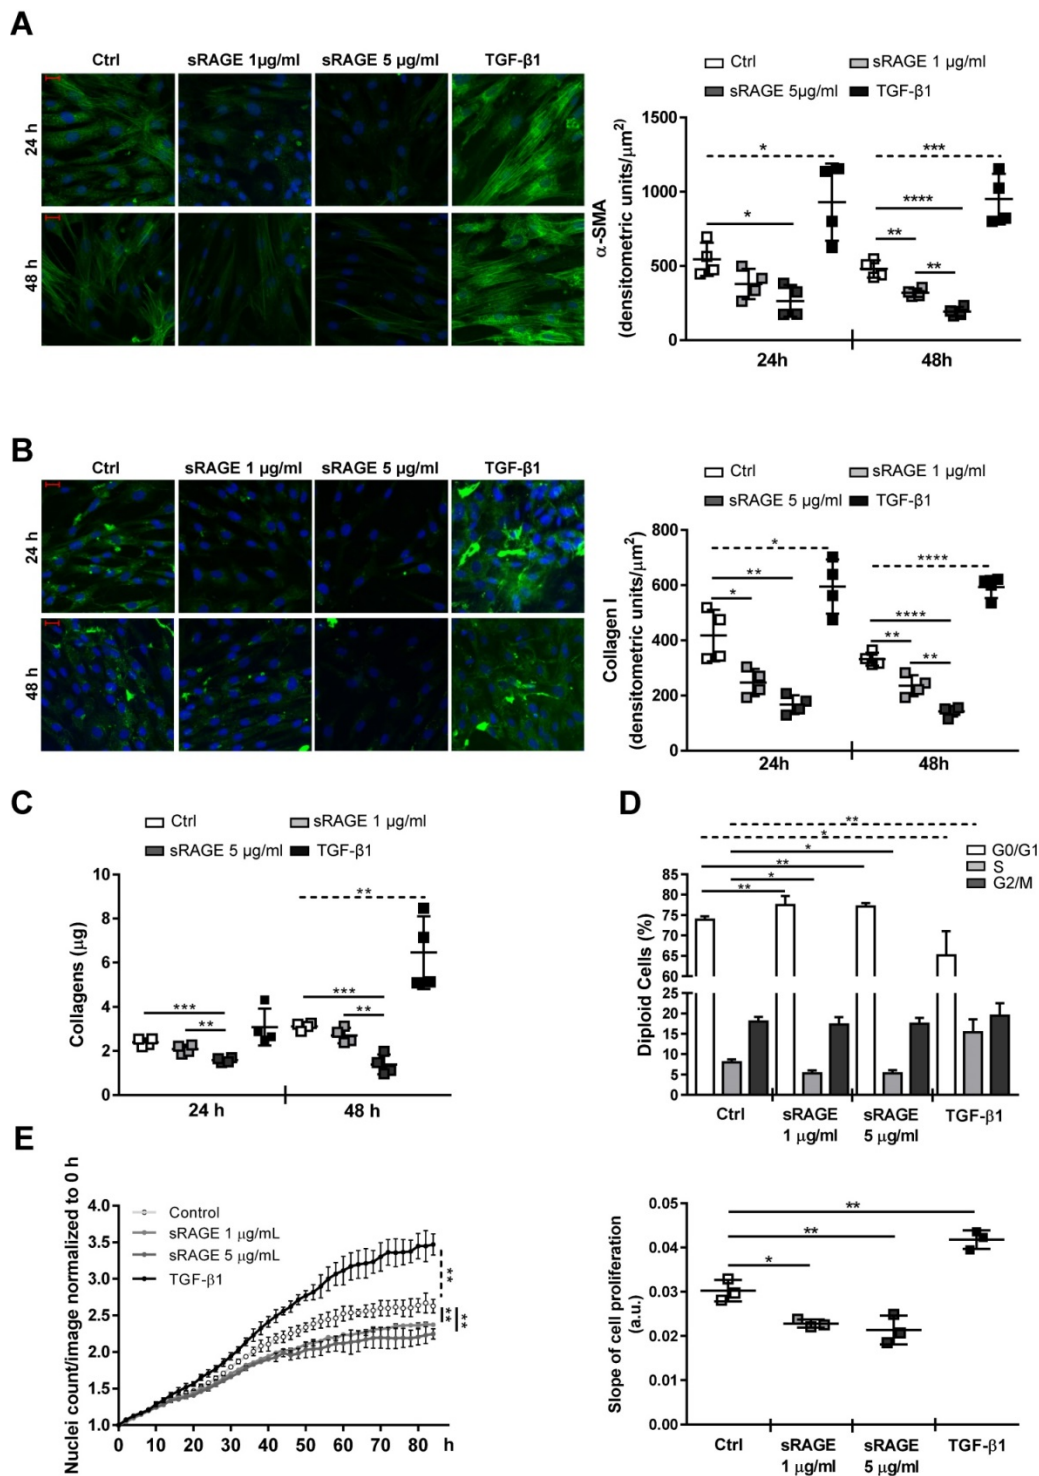 A
Ctrl sRAGE 1μg/ml sRAGE 5 μg/ml TGF-β1
24 h
48 h
Ctrl sRAGE 1 μg/ml
sRAGE 5μg/ml TGF-β1
α-SMA
(densitometric units/μm²)
1500
1000
500
0
* *** * **** ** **
24h 48h
B
Ctrl sRAGE 1 μg/ml sRAGE 5 μg/ml TGF-β1
24 h
48 h
Ctrl sRAGE 1 μg/ml
sRAGE 5 μg/ml TGF-β1
Collagen I
(densitometric units/μm²)
800
600
400
200
0
* **** ** * **** ** **
24h 48h
C
Ctrl sRAGE 1 μg/ml
sRAGE 5 μg/ml TGF-β1
Collagens (μg)
10
8
6
4
2
0
** *** ** *** **
24 h 48 h
D
G0/G1
S
G2/M
** * * ** * **
Diploid Cells (%)
85
80
75
70
65
60
25
20
15
10
5
0
Ctrl sRAGE sRAGE TGF-β1
1 μg/ml 5 μg/ml
E
Nuclei count/image normalized to 0 h
Control
sRAGE 1 μg/mL
sRAGE 5 μg/mL
TGF-β1
4.0
3.5
3.0
2.5
2.0
1.5
1.0
** ** **
0 10 20 30 40 50 60 70 80 h
Slope of cell proliferation
(a.u.)
0.05
0.04
0.03
0.02
0.01
0.00
** ** *
Ctrl sRAGE sRAGE TGF-β1
1 μg/ml 5 μg/ml